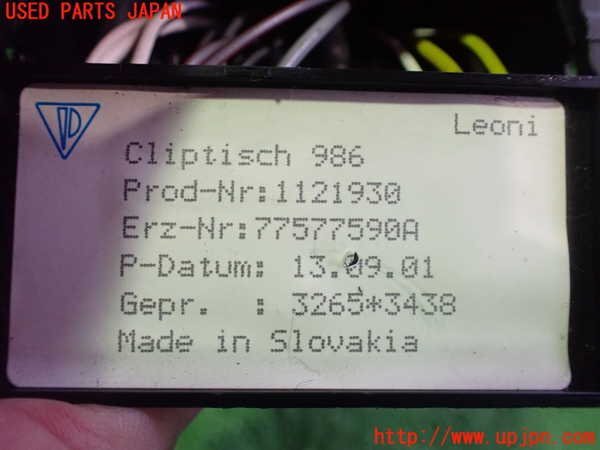 USED PARTS JAPAN
Leoni
Cliptisch 986
Prod-Nr:1121930
Erz-Nr:77577590A
P-Datum: 13.09.01
Gepr. : 3265*3438
Made in Slovakia
http://www.upjpn.com/